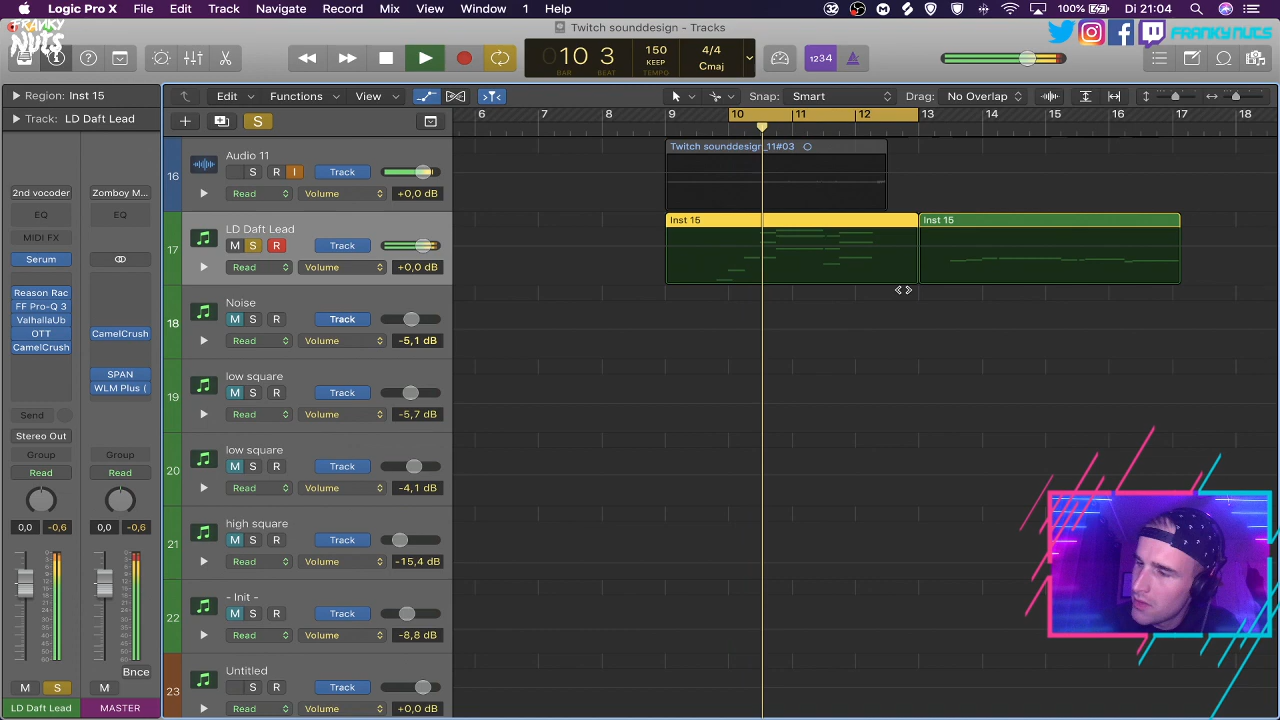 Logic Pro X File Edit Track Navigate Record Mix View Window 1 Help 100% Di 21:04
FRANKY NUTS
Twitch sounddesign - Tracks
FRANKY NUTS
10 3 150 4/4
KEEP Cmaj
BAR BEAT TEMPO
1234
Region: Inst 15 Edit Functions View Snap: Smart Drag: No Overlap
Track: LD Daft Lead S 6 7 8 9 10 11 12 13 14 15 16 17 18
16 Audio 11 Twitch sounddesign_11#03
S R I Track
Read Volume +0,0 dB
2nd vocoder Zomboy M...
EQ EQ
MIDI FX
Serum
Reason Rac
FF Pro-Q 3
ValhallaUb
OTT CamelCrush
CamelCrush
SPAN
WLM Plus (
Send
Stereo Out
Group Group
Read Read
0,0 -0,6 0,0 -0,6
Bnce
M S M
LD Daft Lead MASTER
17 LD Daft Lead Inst 15 Inst 15
M S R Track
Read Volume +0,0 dB
18 Noise
M S R Track
Read Volume -5,1 dB
19 low square
M S R Track
Read Volume -5,7 dB
20 low square
M S R Track
Read Volume -4,1 dB
21 high square
M S R Track
Read Volume -15,4 dB
22 - Init -
M S R Track
Read Volume -8,8 dB
23 Untitled
S R Track
Read Volume +0,0 dB